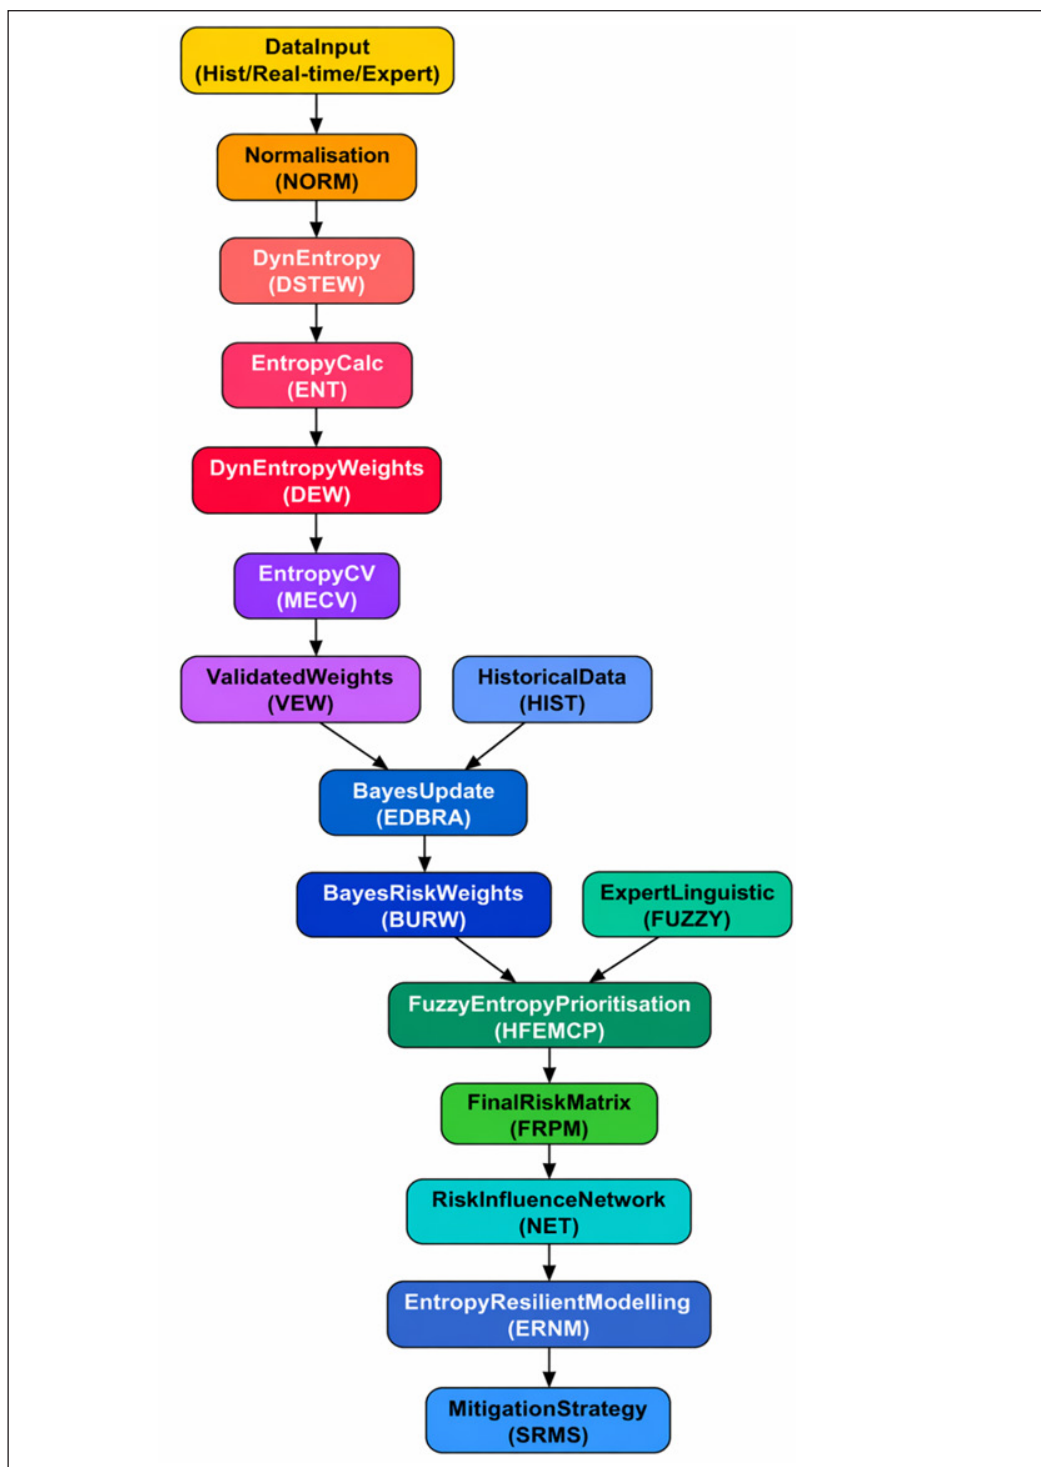 DataInput
(Hist/Real-time/Expert)
Normalisation
(NORM)
DynEntropy
(DSTEW)
EntropyCalc
(ENT)
DynEntropyWeights
(DEW)
EntropyCV
(MECV)
ValidatedWeights
(VEW)
HistoricalData
(HIST)
BayesUpdate
(EDBRA)
BayesRiskWeights
(BURW)
ExpertLinguistic
(FUZZY)
FuzzyEntropyPrioritisation
(HFEMCP)
FinalRiskMatrix
(FRPM)
RiskInfluenceNetwork
(NET)
EntropyResilientModelling
(ERNM)
MitigationStrategy
(SRMS)